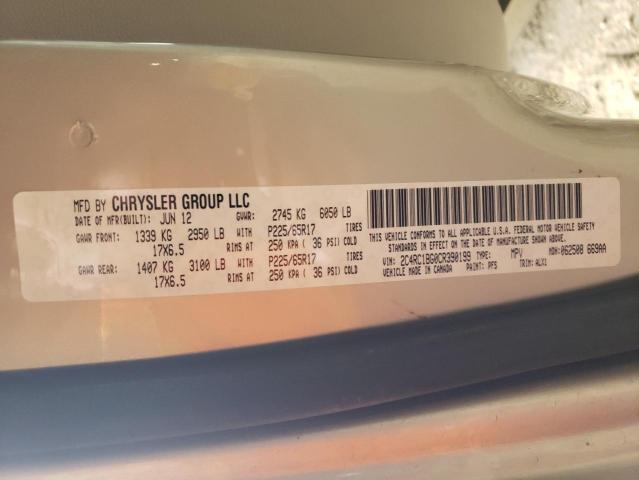 MFD BY CHRYSLER GROUP LLC
DATE OF MFR(BUILT): JUN 12 GVWR: 2745 KG 6050 LB
GAWR FRONT: 1339 KG 2950 LB WITH P225/65R17 TIRES
17X6.5 RIMS AT 250 KPA ( 36 PSI) COLD
GAWR REAR: 1407 KG 3100 LB WITH P225/65R17 TIRES
17X6.5 RIMS AT 250 KPA ( 36 PSI) COLD
THIS VEHICLE CONFORMS TO ALL APPLICABLE U.S.A. FEDERAL MOTOR VEHICLE SAFETY
STANDARDS IN EFFECT ON THE DATE OF MANUFACTURE SHOWN ABOVE.
VIN: 2C4RC1BG0CR390199 TYPE: MPV MDH: 062508 669AA
VEHICLE MADE IN CANADA PAINT: PFS TRIM: ALX1